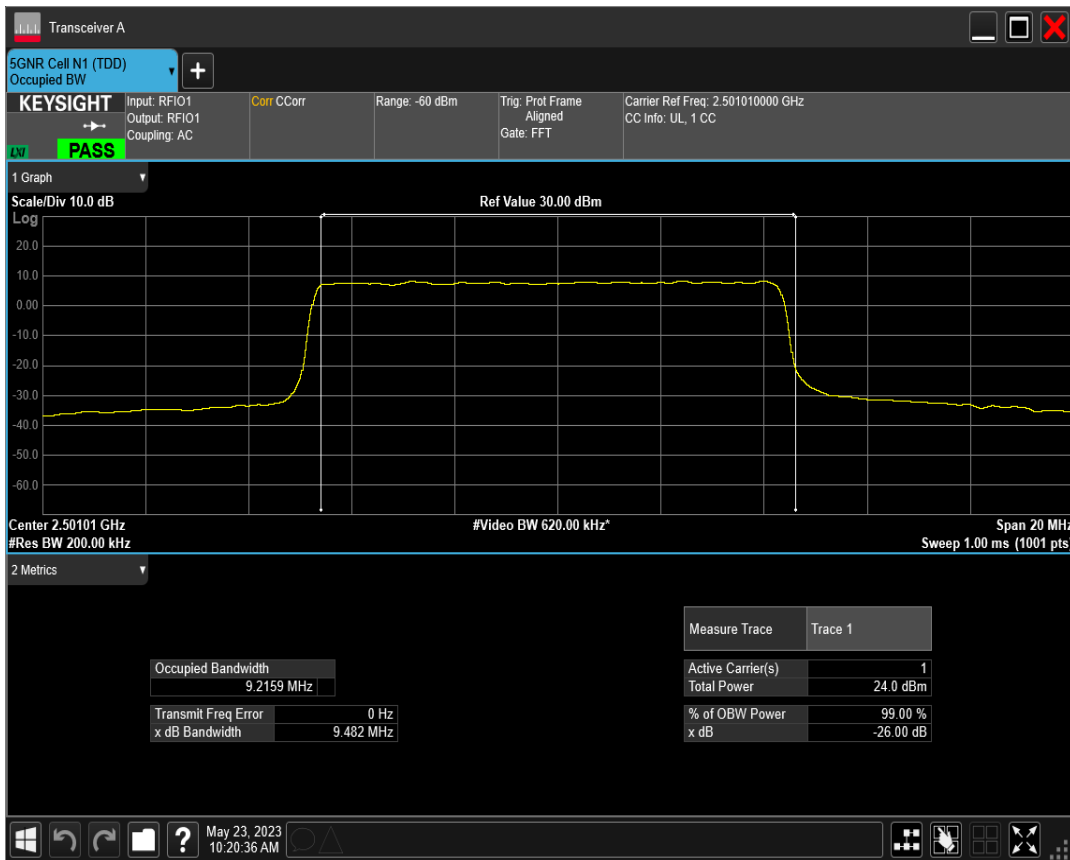 Transceiver A
5GNR Cell N1 (TDD)
Occupied BW
+
KEYSIGHT
LXI
PASS
Input: RFIO1
Output: RFIO1
Coupling: AC
Corr CCorr
Range: -60 dBm
Trig: Prot Frame
Aligned
Gate: FFT
Carrier Ref Freq: 2.501010000 GHz
CC Info: UL, 1 CC
1 Graph
Scale/Div 10.0 dB
Ref Value 30.00 dBm
Log
20.0
10.0
0.00
-10.0
-20.0
-30.0
-40.0
-50.0
-60.0
Center 2.50101 GHz
#Video BW 620.00 kHz*
Span 20 MHz
#Res BW 200.00 kHz
Sweep 1.00 ms (1001 pts)
2 Metrics
Measure Trace Trace 1
Occupied Bandwidth
9.2159 MHz
Active Carrier(s) 1
Total Power 24.0 dBm
Transmit Freq Error 0 Hz
x dB Bandwidth 9.482 MHz
% of OBW Power 99.00 %
x dB -26.00 dB
?
May 23, 2023
10:20:36 AM